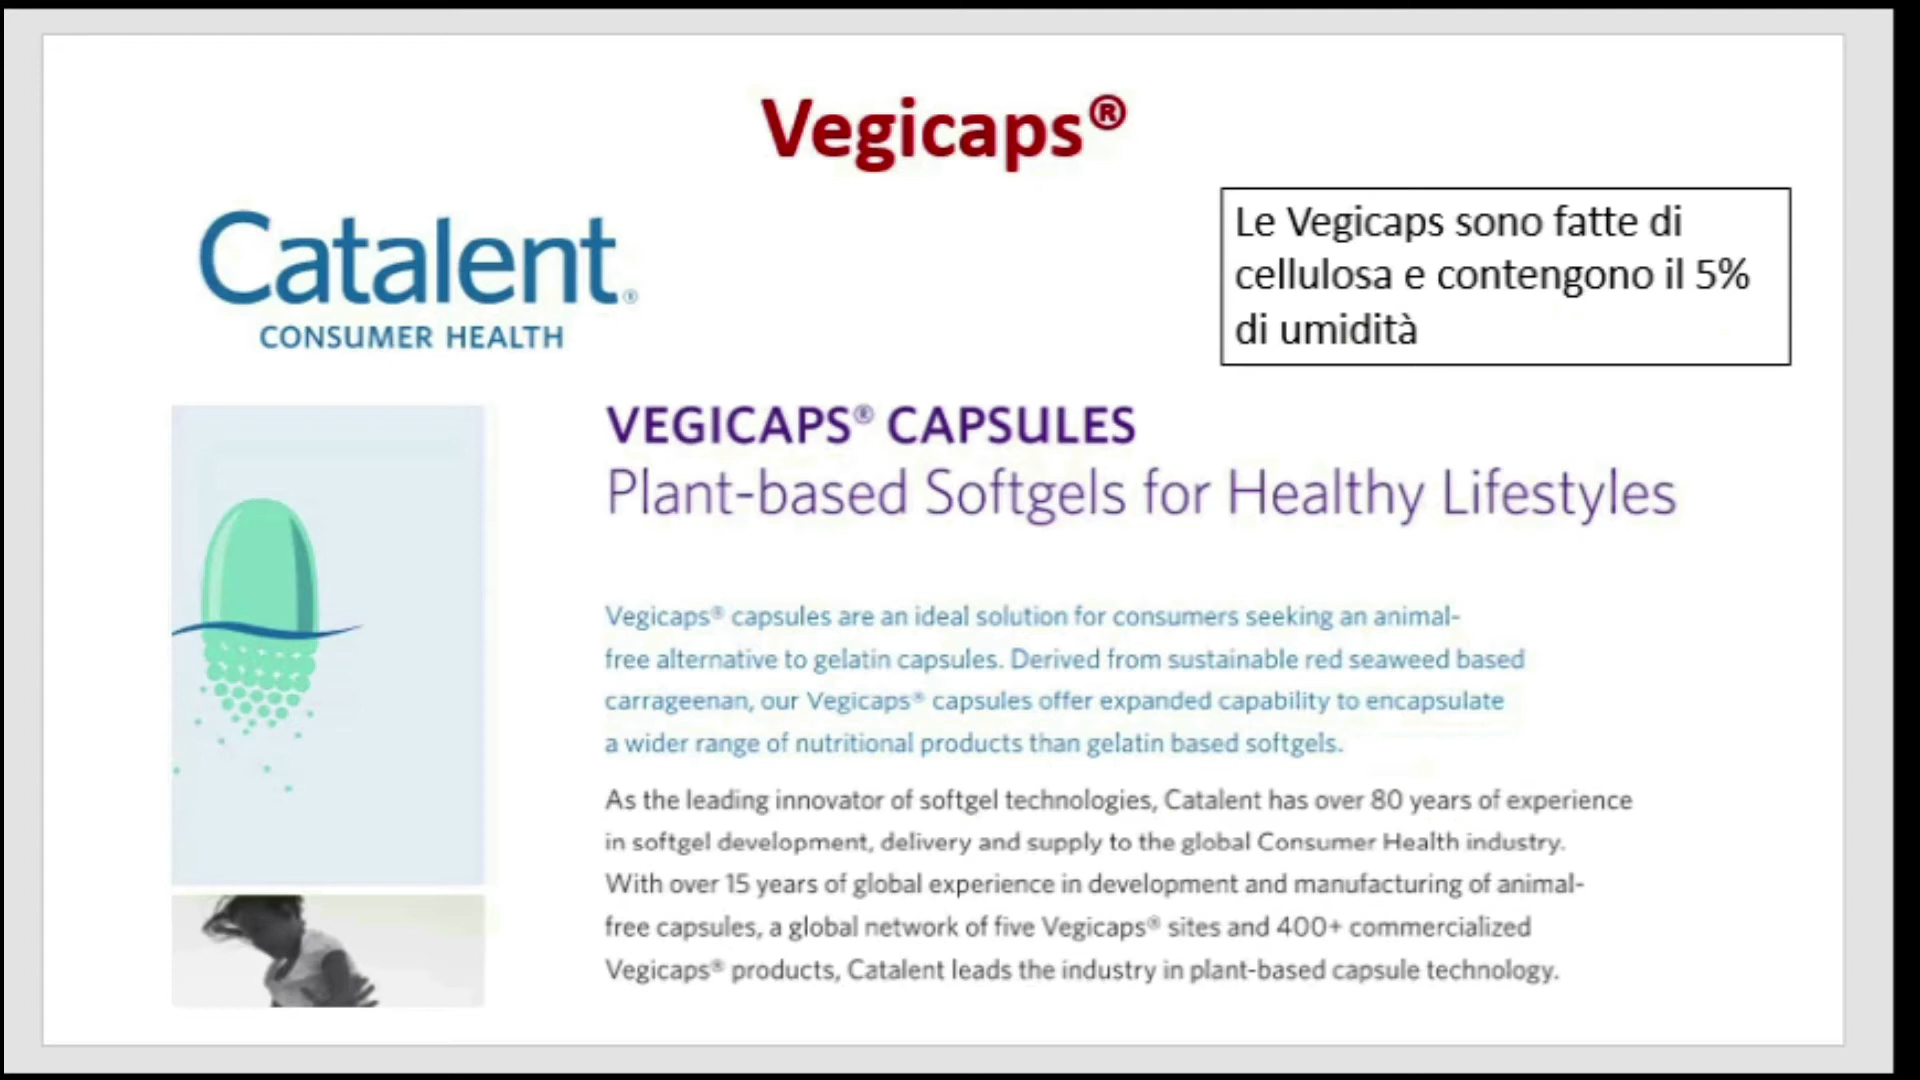 Vegicaps®
Catalent®
CONSUMER HEALTH
Le Vegicaps sono fatte di
cellulosa e contengono il 5%
di umidità
VEGICAPS® CAPSULES
Plant-based Softgels for Healthy Lifestyles
Vegicaps® capsules are an ideal solution for consumers seeking an animal-
free alternative to gelatin capsules. Derived from sustainable red seaweed based
carrageenan, our Vegicaps® capsules offer expanded capability to encapsulate
a wider range of nutritional products than gelatin based softgels.
As the leading innovator of softgel technologies, Catalent has over 80 years of experience
in softgel development, delivery and supply to the global Consumer Health industry.
With over 15 years of global experience in development and manufacturing of animal-
free capsules, a global network of five Vegicaps® sites and 400+ commercialized
Vegicaps® products, Catalent leads the industry in plant-based capsule technology.